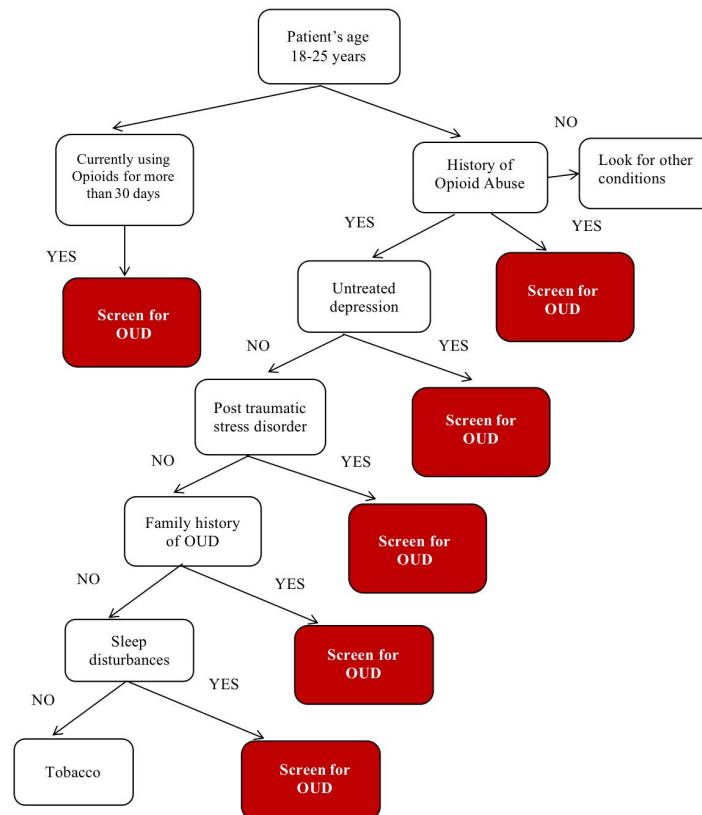 Patient’s age
18-25 years
NO
Currently using
Opioids for more
than 30 days
History of
Opioid Abuse
Look for other
conditions
YES
YES
YES
Screen for
OUD
Untreated
depression
Screen for
OUD
NO
YES
Post traumatic
stress disorder
Screen for
OUD
NO
YES
Family history
of OUD
Screen for
OUD
NO
YES
Sleep
disturbances
Screen for
OUD
NO
YES
Tobacco
Screen for
OUD